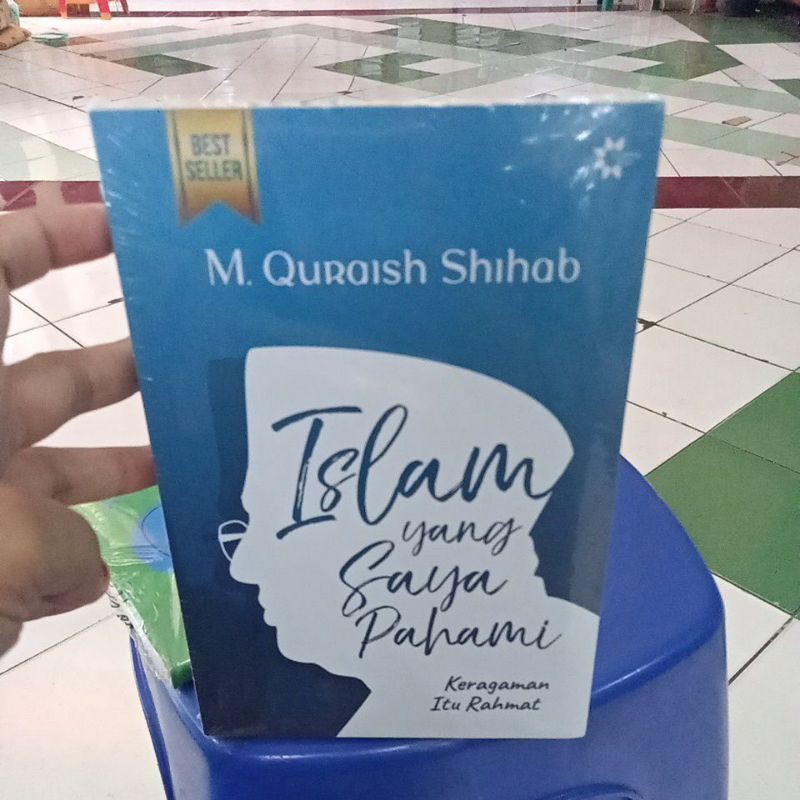 BEST
SELLER
M. Quraish Shihab
Islam
yang
Saya
Pahami
Keragaman
Itu Rahmat